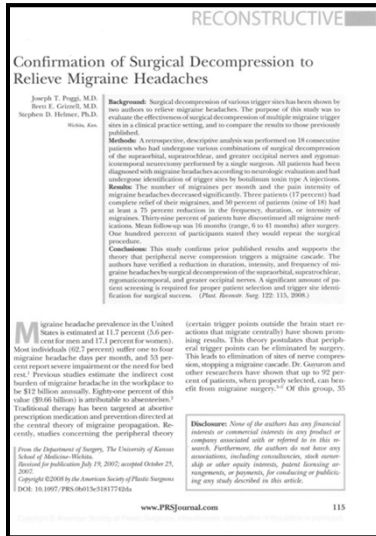 RECONSTRUCTIVE
Confirmation of Surgical Decompression to
Relieve Migraine Headaches
Joseph T. Poggi, M.D.
Brett E. Grizzell, M.D.
Stephen D. Helmer, Ph.D.
Wichita, Kan.
Background: Surgical decompression of various trigger sites has been shown by
two authors to relieve migraine headaches. The purpose of this study was to
evaluate the effectiveness of surgical decompression of multiple migraine trigger
sites in a clinical practice setting, and to compare the results to those previously
published.
Methods: A retrospective, descriptive analysis was performed on 18 consecutive
patients who had undergone various combinations of surgical decompression
of the supraorbital, supratrochlear, and greater occipital nerves and zygomat-
icotemporal neurectomy performed by a single surgeon. All patients had been
diagnosed with migraine headaches according to neurologic evaluation and had
undergone identification of trigger sites by botulinum toxin type A injections.
Results: The number of migraines per month and the pain intensity of
migraine headaches decreased significantly. Three patients (17 percent) had
complete relief of their migraines, and 50 percent of patients (nine of 18) had
at least a 75 percent reduction in the frequency, duration, or intensity of
migraines. Thirty-nine percent of patients have discontinued all migraine med-
ications. Mean follow-up was 16 months (range, 6 to 41 months) after surgery.
One hundred percent of participants stated they would repeat the surgical
procedure.
Conclusions: This study confirms prior published results and supports the
theory that peripheral nerve compression triggers a migraine cascade. The
authors have verified a reduction in duration, intensity, and frequency of mi-
graine headaches by surgical decompression of the supraorbital, supratrochlear,
zygomaticotemporal, and greater occipital nerves. A significant amount of pa-
tient screening is required for proper patient selection and trigger site identi-
fication for surgical success. (Plast. Reconstr. Surg. 122: 115, 2008.)
Migraine headache prevalence in the United
States is estimated at 11.7 percent (5.6 per-
cent for men and 17.1 percent for women).
Most individuals (62.7 percent) suffer one to four
migraine headache days per month, and 53 per-
cent report severe impairment or the need for bed
rest.1 Previous studies estimate the indirect cost
burden of migraine headache in the workplace to
be $12 billion annually. Eighty-one percent of this
value ($9.66 billion) is attributable to absenteeism.2
Traditional therapy has been targeted at abortive
prescription medication and prevention directed at
the central theory of migraine propagation. Re-
cently, studies concerning the peripheral theory
From the Department of Surgery, The University of Kansas
School of Medicine–Wichita.
Received for publication July 19, 2007; accepted October 25,
2007.
Copyright ©2008 by the American Society of Plastic Surgeons
DOI: 10.1097/PRS.0b013e31817742da
(certain trigger points outside the brain start re-
actions that migrate centrally) have shown prom-
ising results. This theory postulates that periph-
eral trigger points can be eliminated by surgery.
This leads to elimination of sites of nerve compres-
sion, stopping a migraine cascade. Dr. Guyuron and
other researchers have shown that up to 92 per-
cent of patients, when properly selected, can ben-
efit from migraine surgery. Of this group, 35
Disclosure: None of the authors has any financial
interests or commercial interests in any product or
company associated with or referred to in this re-
search. Furthermore, the authors do not have any
associations, including consultancies, stock owner-
ship or other equity interests, patent licensing ar-
rangements, or payments, for conducting or publiciz-
ing any study described in this article.
www.PRSJournal.com
115